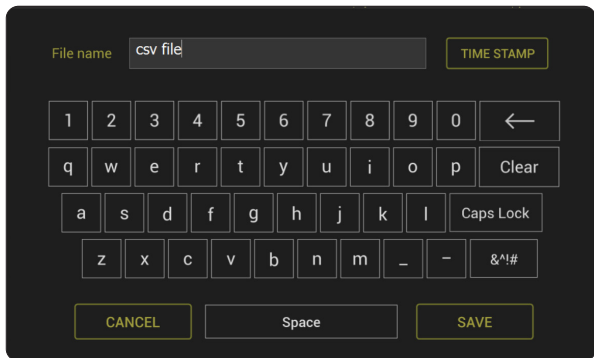 File name csv file TIME STAMP
1 2 3 4 5 6 7 8 9 0 ←
q w e r t y u i o p Clear
a s d f g h j k l Caps Lock
z x c v b n m _ – &^!#
CANCEL Space SAVE